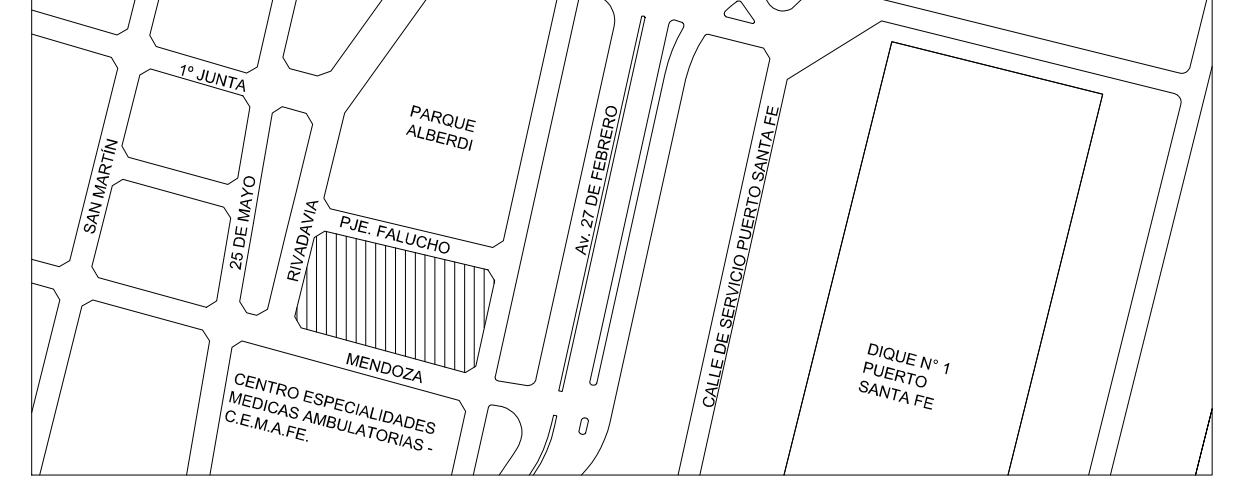 1º JUNTA
PARQUE
ALBERDI
SAN MARTÍN
25 DE MAYO
RIVADAVIA
PJE. FALUCHO
Av. 27 DE FEBRERO
CALLE DE SERVICIO PUERTO SANTA FE
MENDOZA
CENTRO ESPECIALIDADES
MEDICAS AMBULATORIAS -
C.E.M.A.FE.
DIQUE N° 1
PUERTO
SANTA FE